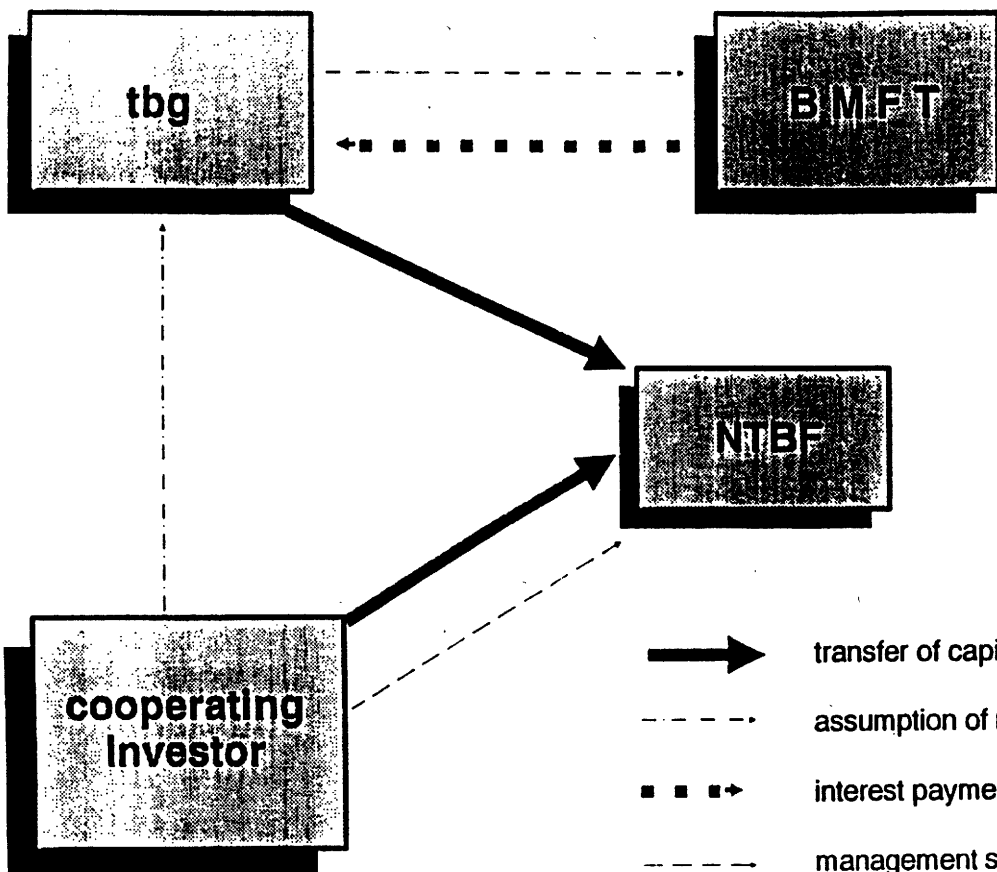 tbg
BMFT
NTBF
cooperating
investor
transfer of capi
assumption of
interest payme
management s